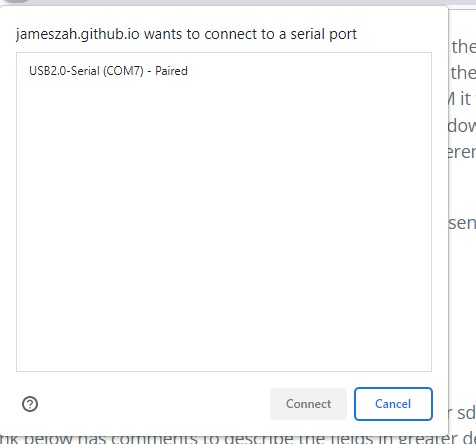 jameszah.github.io wants to connect to a serial port
USB2.0-Serial (COM7) - Paired
the
the
it
dow
eren
sen
Connect
Cancel
sd
nk below has comments to describe the fields in greater de